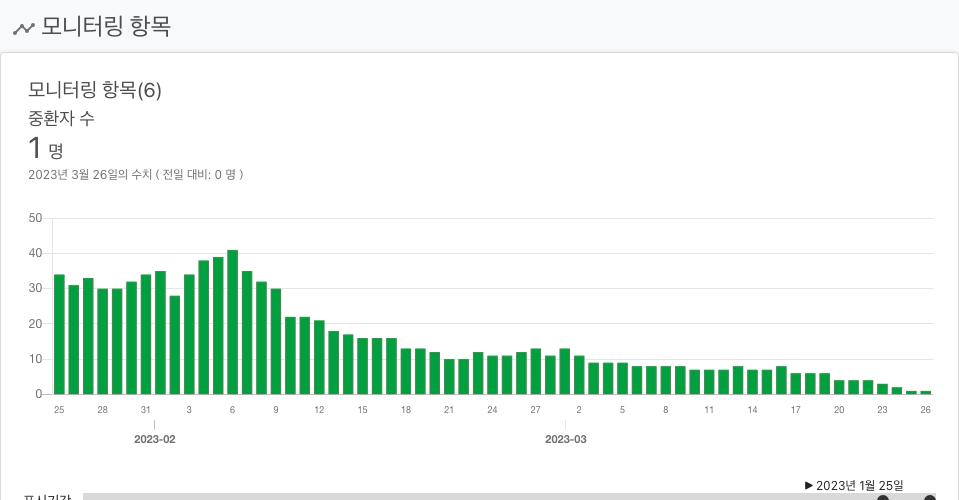 모니터링 항목
모니터링 항목(6)
중환자 수
1 명
2023년 3월 26일의 수치 ( 전일 대비: 0 명 )
50
40
30
20
10
0
25 28 31 3 6 9 12 15 18 21 24 27 2 5 8 11 14 17 20 23 26
2023-02 2023-03
▶ 2023년 1월 25일
표시기간